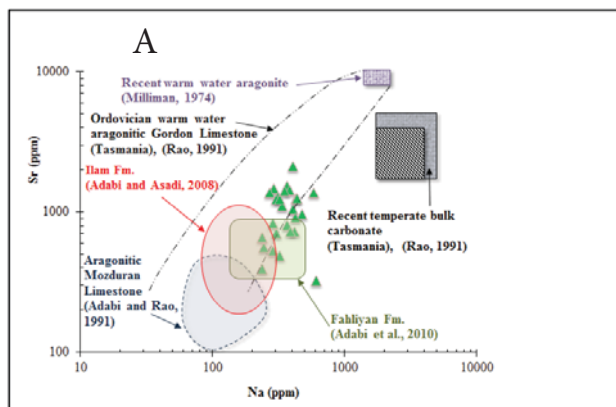 A
10000
Recent warm water aragonite
(Milliman, 1974)
Ordovician warm water
aragonitic Gordon Limestone
(Tasmania), (Rao, 1991)
Ilam Fm.
(Adabi and Asadi, 2008)
Sr (ppm)
1000
Recent temperate bulk
carbonate
(Tasmania), (Rao, 1991)
Aragonitic
Mozduran
Limestone
(Adabi and Rao,
1991)
Fahliyan Fm.
(Adabi et al., 2010)
100
10
100
1000
10000
Na (ppm)